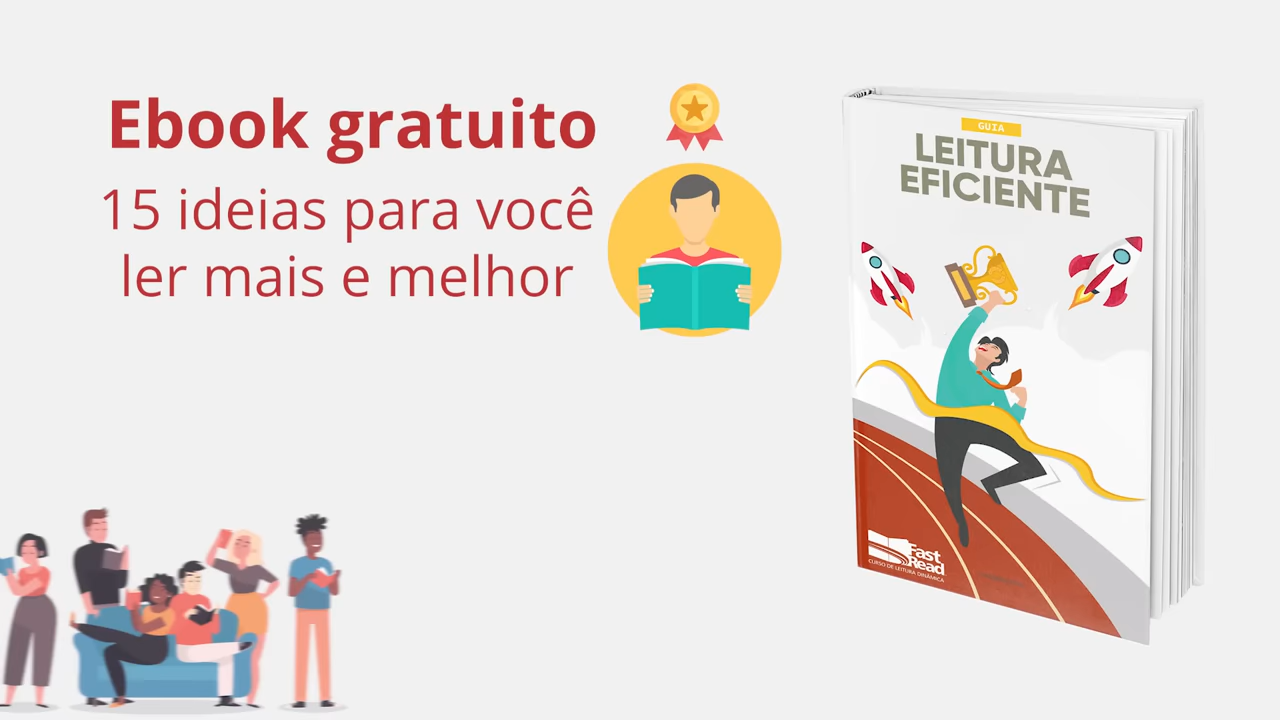 Ebook gratuito
15 ideias para você
ler mais e melhor
GUIA
LEITURA
EFICIENTE
Fast
Read
CURSO DE LEITURA DINÂMICA